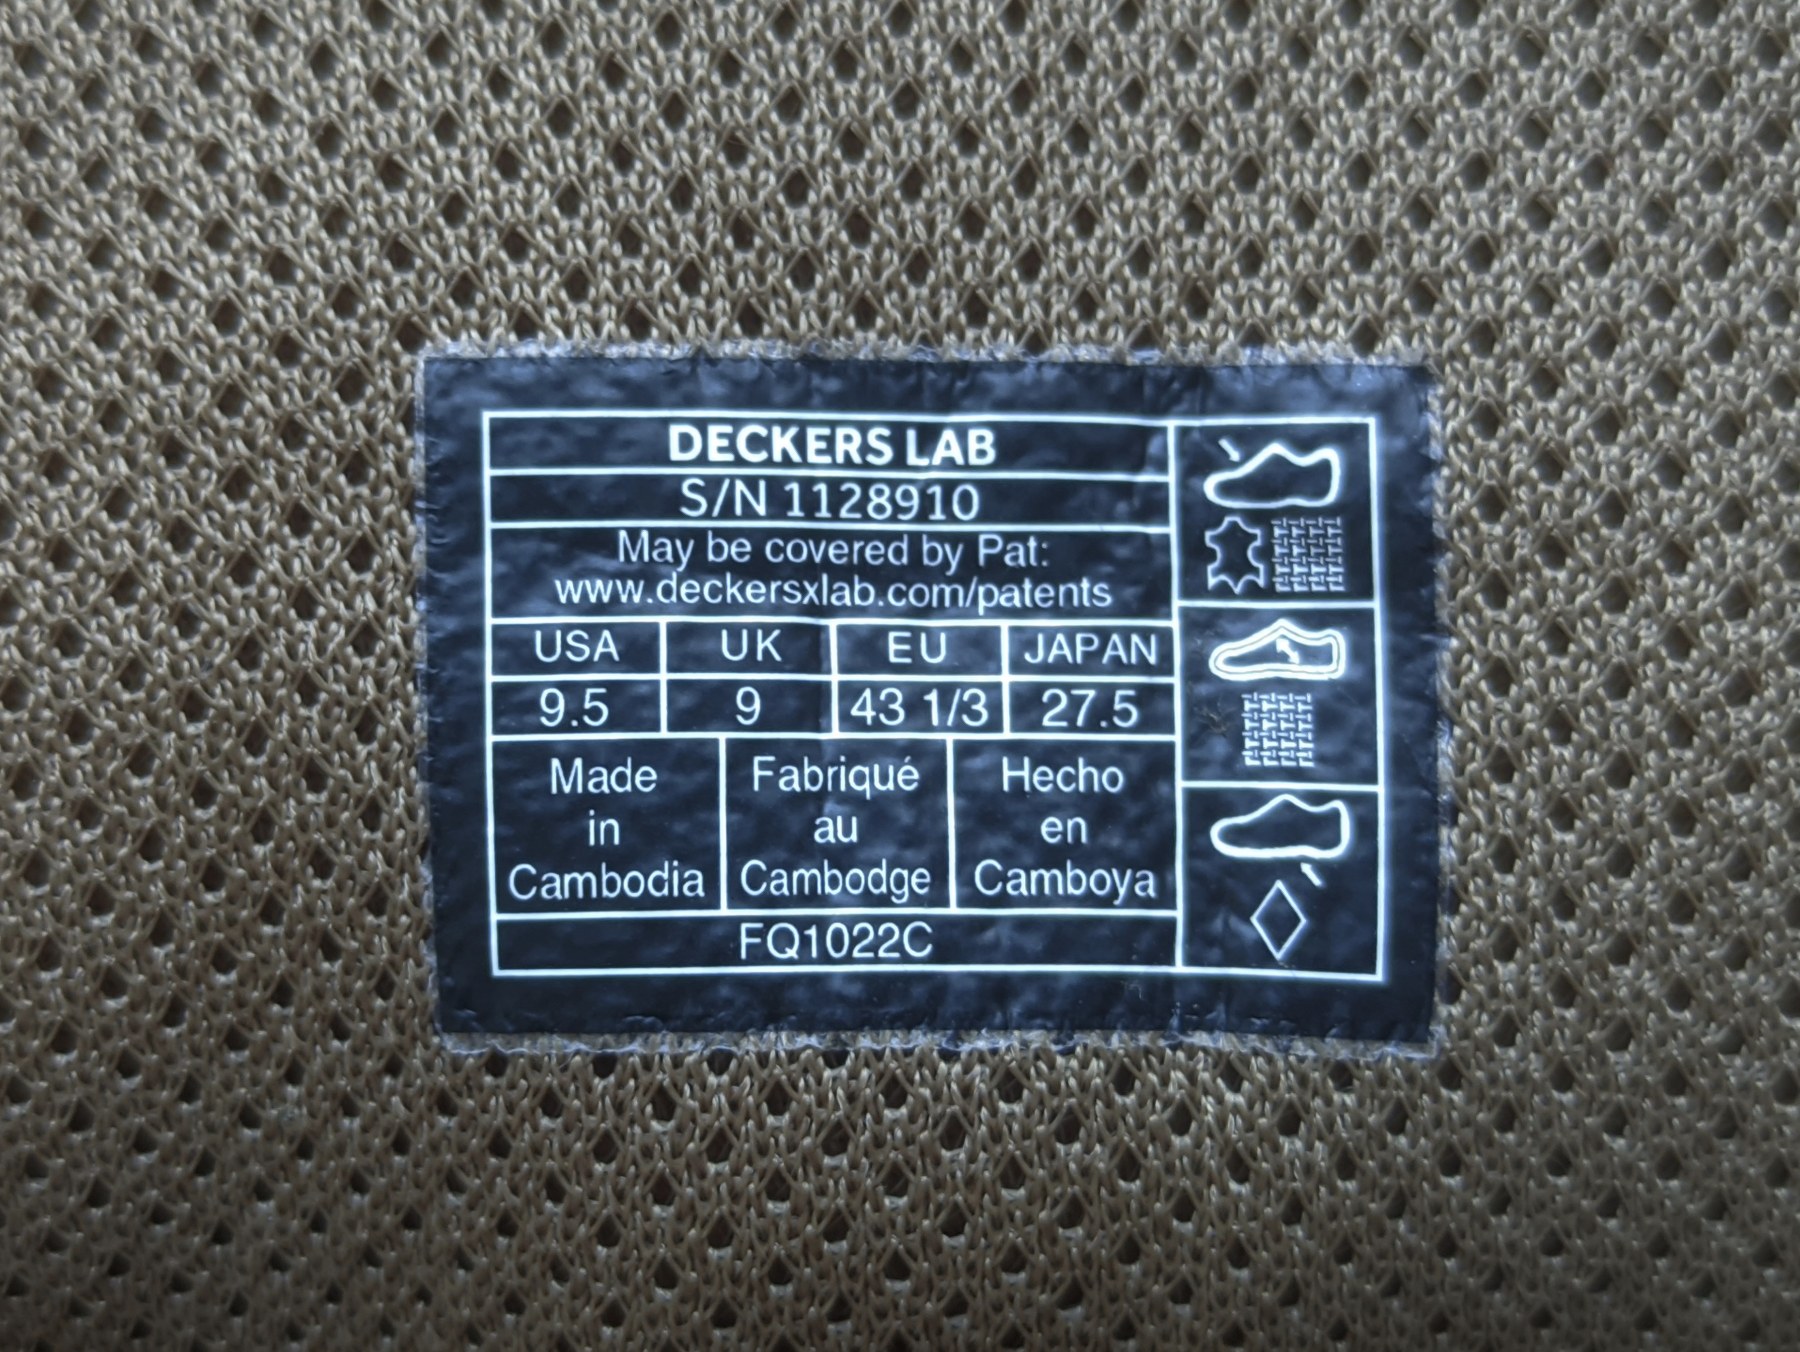 DECKERS LAB
S/N 1128910
May be covered by Pat:
www.deckersxlab.com/patents
USA UK EU JAPAN
9.5 9 43 1/3 27.5
Made in Cambodia
Fabriqué au Cambodge
Hecho en Camboya
FQ1022C